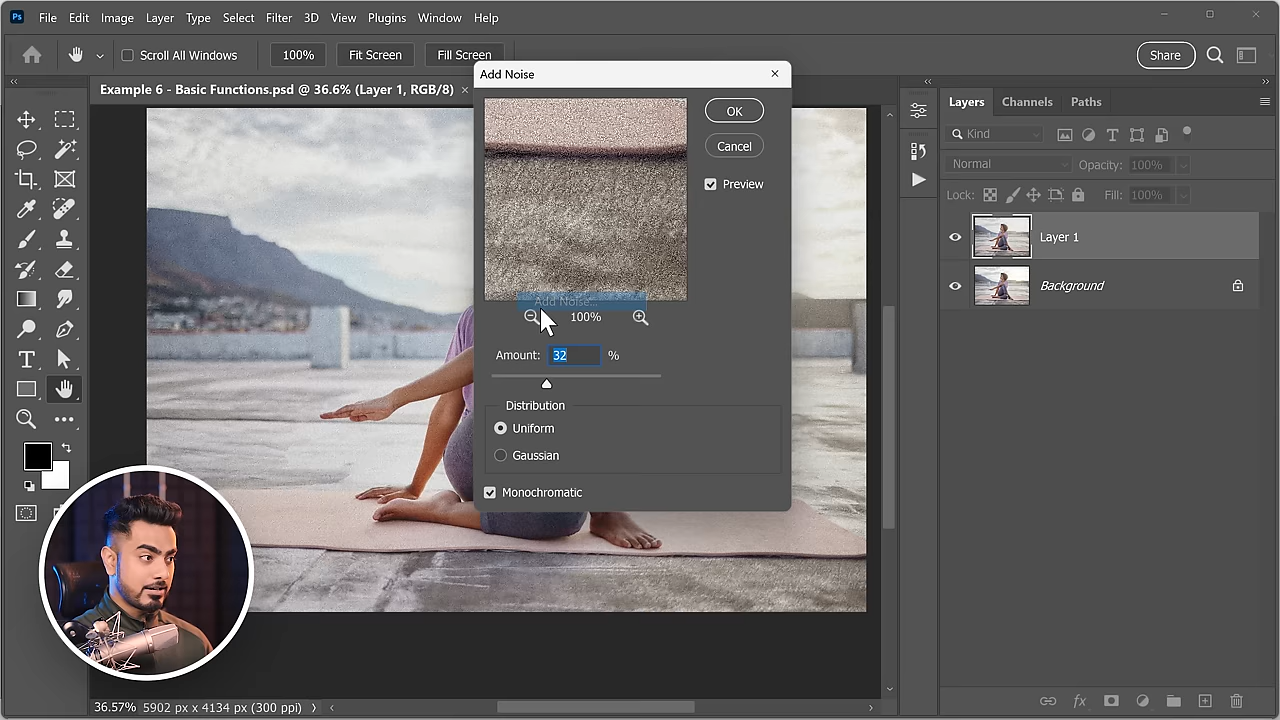 Ps File Edit Image Layer Type Select Filter 3D View Plugins Window Help
Scroll All Windows 100% Fit Screen Fill Screen Share
Example 6 - Basic Functions.psd @ 36.6% (Layer 1, RGB/8)
Add Noise
OK
Cancel
Preview
Add Noise...
100%
Amount: 32 %
Distribution
Uniform
Gaussian
Monochromatic
Layers Channels Paths
Kind
Normal Opacity: 100%
Lock: Fill: 100%
Layer 1
Background
36.57% 5902 px x 4134 px (300 ppi)